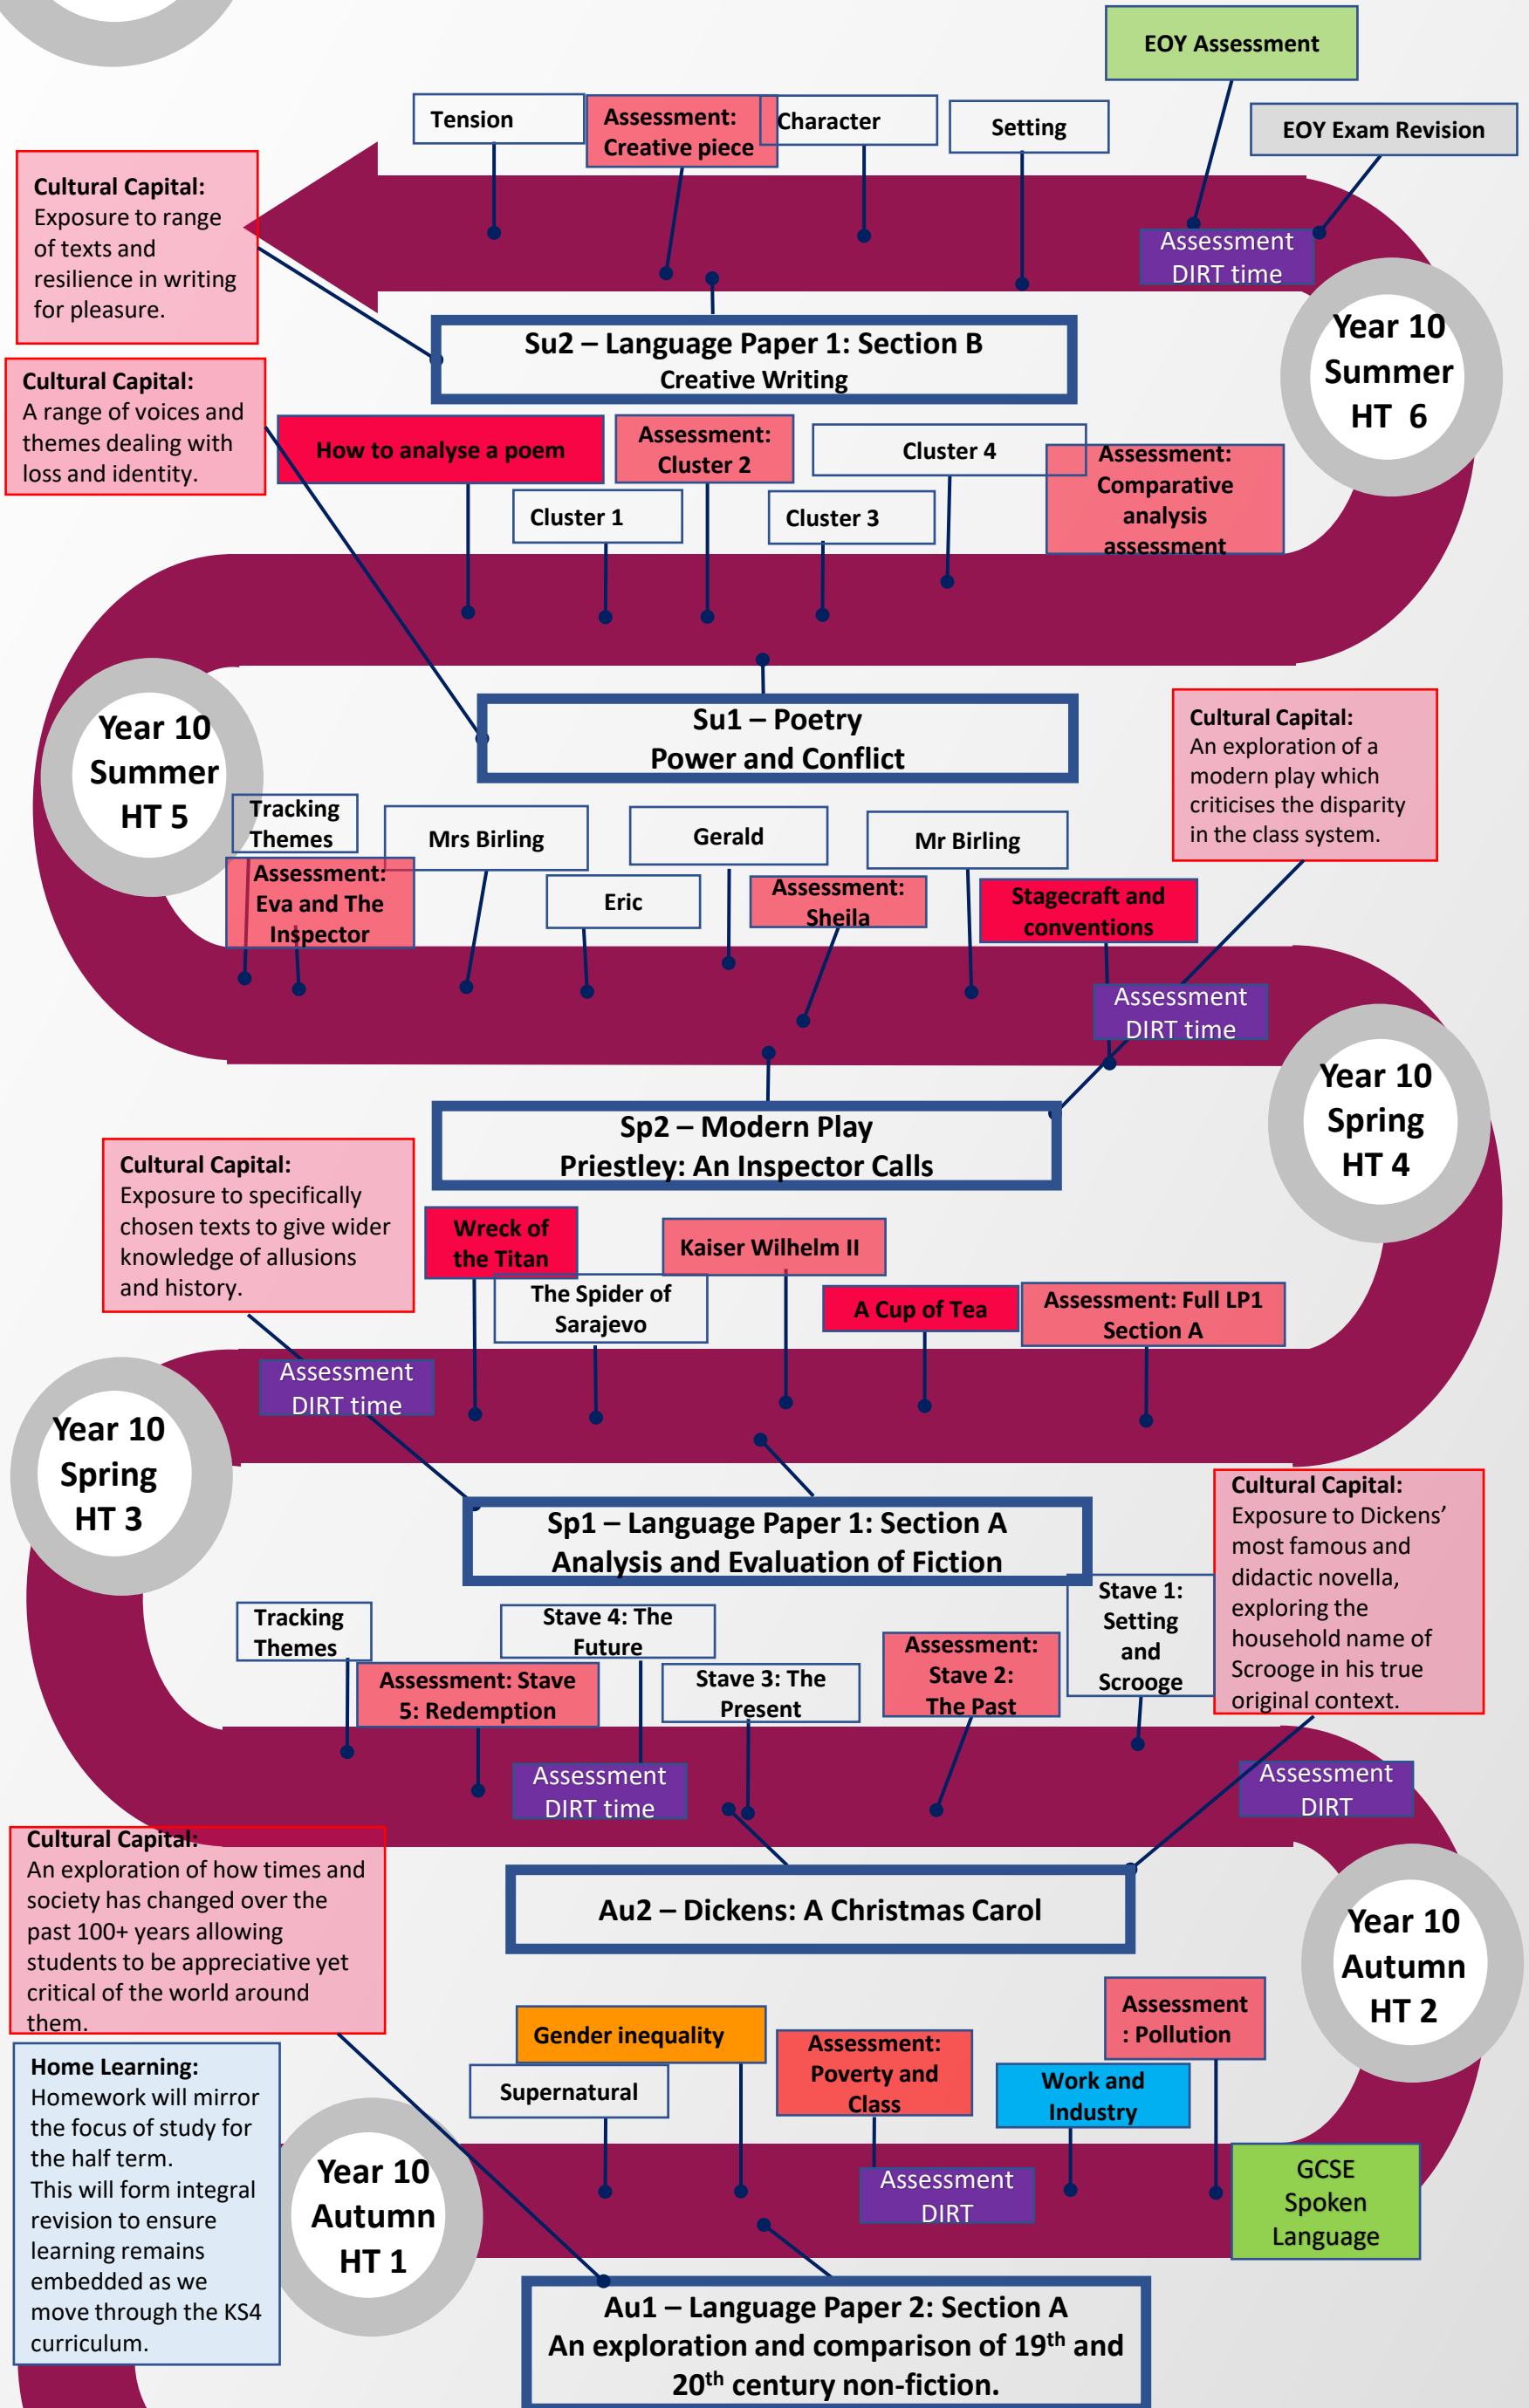 EOY Assessment
EOY Exam Revision
Tension
Assessment:
Creative piece
Character
Setting
Assessment
DIRT time
Cultural Capital:
Exposure to range
of texts and
resilience in writing
for pleasure.
Year 10
Summer
HT 6
Su2 – Language Paper 1: Section B
Creative Writing
Cultural Capital:
A range of voices and
themes dealing with
loss and identity.
How to analyse a poem
Assessment:
Cluster 2
Cluster 4
Assessment:
Comparative
analysis
assessment
Cluster 1
Cluster 3
Year 10
Summer
HT 5
Su1 – Poetry
Power and Conflict
Cultural Capital:
An exploration of a
modern play which
criticises the disparity
in the class system.
Tracking
Themes
Assessment:
Eva and The
Inspector
Mrs Birling
Eric
Gerald
Assessment:
Sheila
Mr Birling
Stagecraft and
conventions
Assessment
DIRT time
Year 10
Spring
HT 4
Sp2 – Modern Play
Priestley: An Inspector Calls
Cultural Capital:
Exposure to specifically
chosen texts to give wider
knowledge of allusions
and history.
Wreck of
the Titan
The Spider of
Sarajevo
Kaiser Wilhelm II
A Cup of Tea
Assessment: Full LP1
Section A
Assessment
DIRT time
Year 10
Spring
HT 3
Sp1 – Language Paper 1: Section A
Analysis and Evaluation of Fiction
Cultural Capital:
Exposure to Dickens’
most famous and
didactic novella,
exploring the
household name of
Scrooge in his true
original context.
Tracking
Themes
Assessment: Stave
5: Redemption
Stave 4: The
Future
Stave 3: The
Present
Assessment:
Stave 2:
The Past
Stave 1:
Setting
and
Scrooge
Assessment
DIRT time
Assessment
DIRT
Cultural Capital:
An exploration of how times and
society has changed over the
past 100+ years allowing
students to be appreciative yet
critical of the world around
them.
Au2 – Dickens: A Christmas Carol
Year 10
Autumn
HT 2
Home Learning:
Homework will mirror
the focus of study for
the half term.
This will form integral
revision to ensure
learning remains
embedded as we
move through the KS4
curriculum.
Gender inequality
Supernatural
Assessment:
Poverty and
Class
Work and
Industry
Assessment
: Pollution
Assessment
DIRT
GCSE
Spoken
Language
Year 10
Autumn
HT 1
Au1 – Language Paper 2: Section A
An exploration and comparison of 19th and
20th century non-fiction.